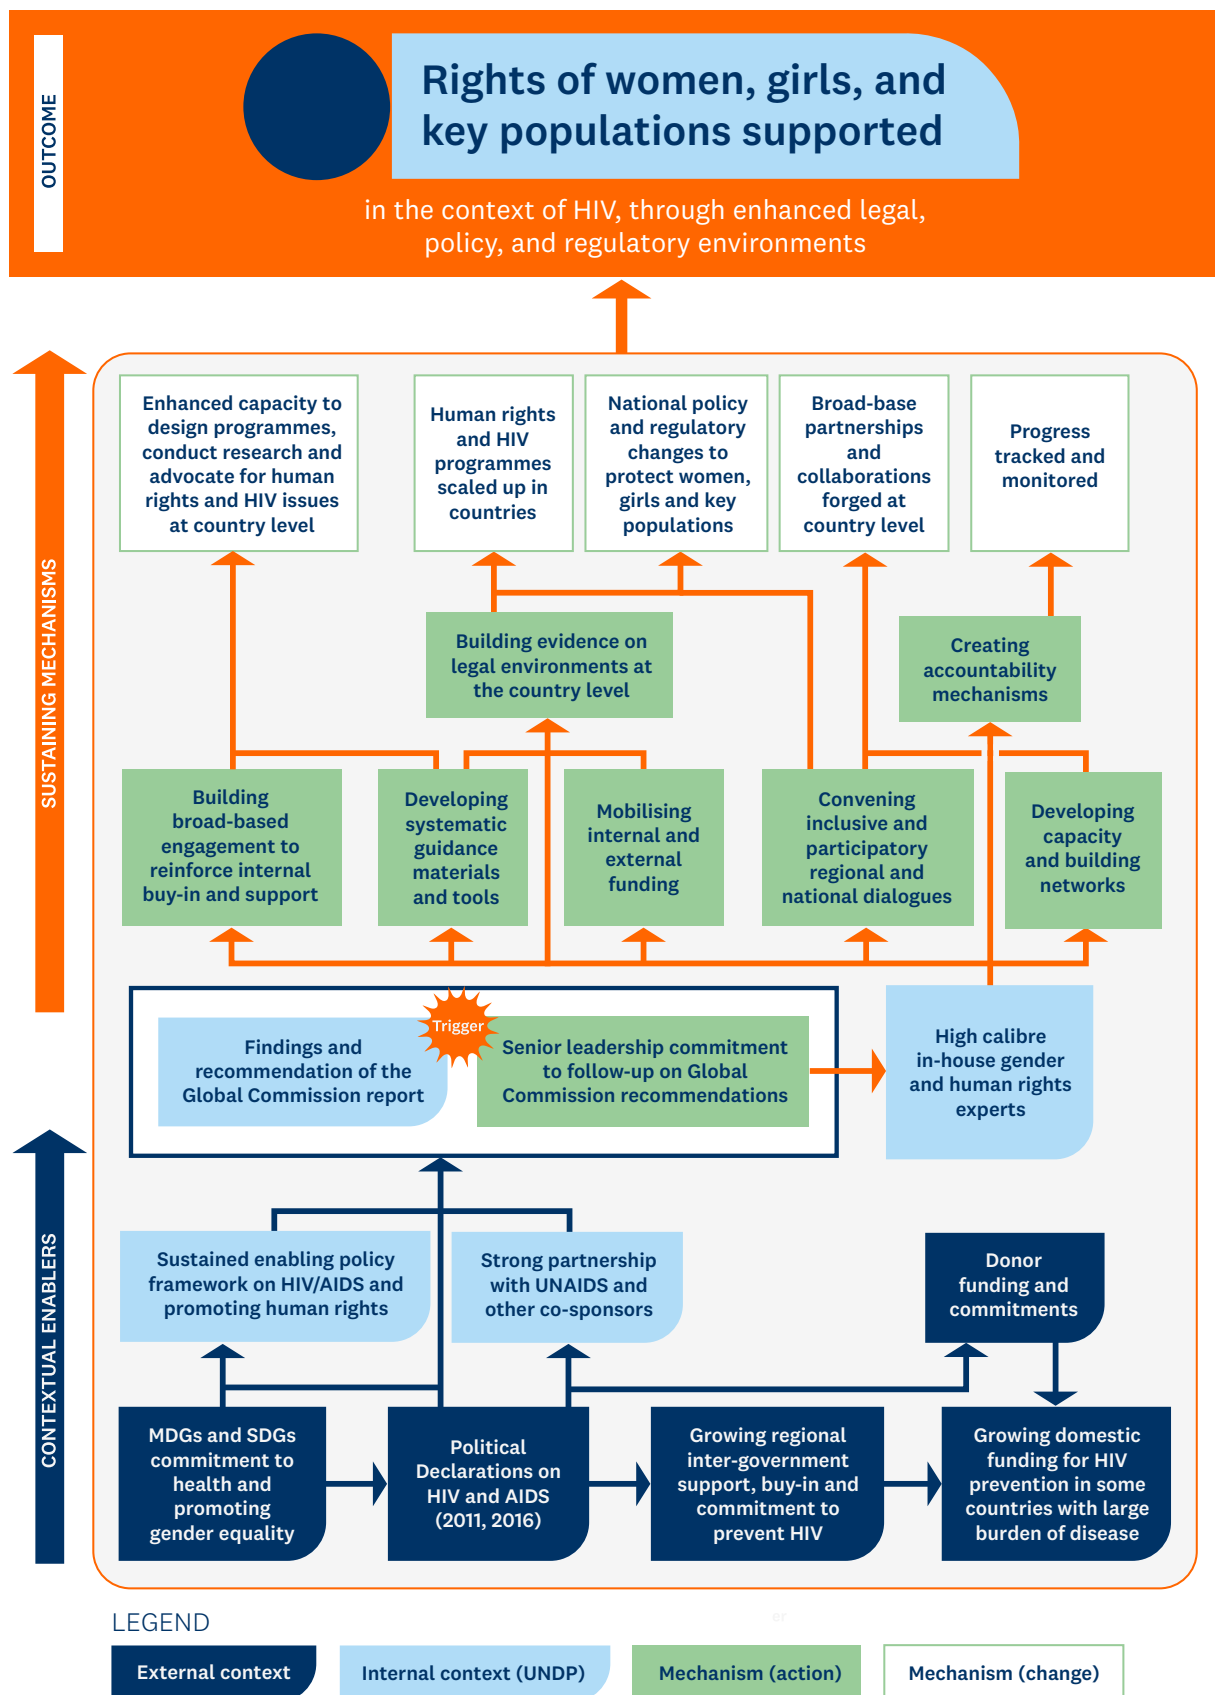 OUTCOME
Rights of women, girls, and
key populations supported
in the context of HIV, through enhanced legal,
policy, and regulatory environments
SUSTAINING MECHANISMS
Enhanced capacity to
design programmes,
conduct research and
advocate for human
rights and HIV issues
at country level
Human rights
and HIV
programmes
scaled up in
countries
National policy
and regulatory
changes to
protect women,
girls and key
populations
Broad-base
partnerships
and
collaborations
forged at
country level
Progress
tracked and
monitored
Building evidence on
legal environments at
the country level
Creating
accountability
mechanisms
Building
broad-based
engagement to
reinforce internal
buy-in and support
Developing
systematic
guidance
materials
and tools
Mobilising
internal and
external
funding
Convening
inclusive and
participatory
regional and
national dialogues
Developing
capacity
and building
networks
Findings and
recommendation of the
Global Commission report
Trigger
Senior leadership commitment
to follow-up on Global
Commission recommendations
High calibre
in-house gender
and human rights
experts
CONTEXTUAL ENABLERS
Sustained enabling policy
framework on HIV/AIDS and
promoting human rights
Strong partnership
with UNAIDS and
other co-sponsors
Donor
funding and
commitments
MDGs and SDGs
commitment to
health and
promoting
gender equality
Political
Declarations on
HIV and AIDS
(2011, 2016)
Growing regional
inter-government
support, buy-in and
commitment to
prevent HIV
Growing domestic
funding for HIV
prevention in some
countries with large
burden of disease
LEGEND
er
External context
Internal context (UNDP)
Mechanism (action)
Mechanism (change)